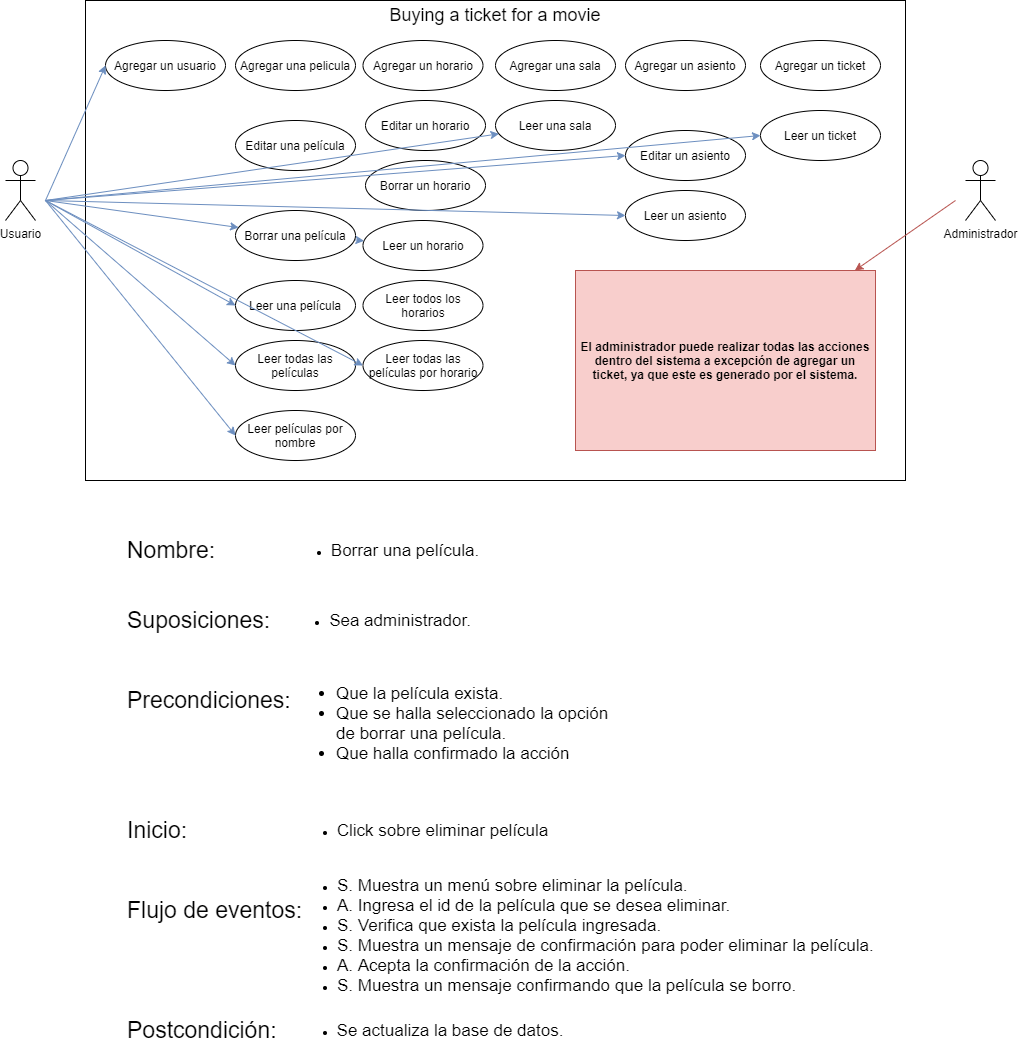 Buying a ticket for a movie
Agregar un usuario
Agregar una pelicula
Agregar un horario
Agregar una sala
Agregar un asiento
Agregar un ticket
Editar una película
Editar un horario
Leer una sala
Editar un asiento
Leer un ticket
Borrar un horario
Leer un asiento
Usuario
Administrador
Borrar una película
Leer un horario
Leer una película
Leer todos los
horarios
Leer todas las
películas
Leer todas las
películas por horario
Leer películas por
nombre
El administrador puede realizar todas las acciones
dentro del sistema a excepción de agregar un
ticket, ya que este es generado por el sistema.
Nombre:
• Borrar una película.
Suposiciones:
• Sea administrador.
Precondiciones:
• Que la película exista.
• Que se halla seleccionado la opción
de borrar una película.
• Que halla confirmado la acción
Inicio:
• Click sobre eliminar película
Flujo de eventos:
• S. Muestra un menú sobre eliminar la película.
• A. Ingresa el id de la película que se desea eliminar.
• S. Verifica que exista la película ingresada.
• S. Muestra un mensaje de confirmación para poder eliminar la película.
• A. Acepta la confirmación de la acción.
• S. Muestra un mensaje confirmando que la película se borro.
Postcondición:
• Se actualiza la base de datos.